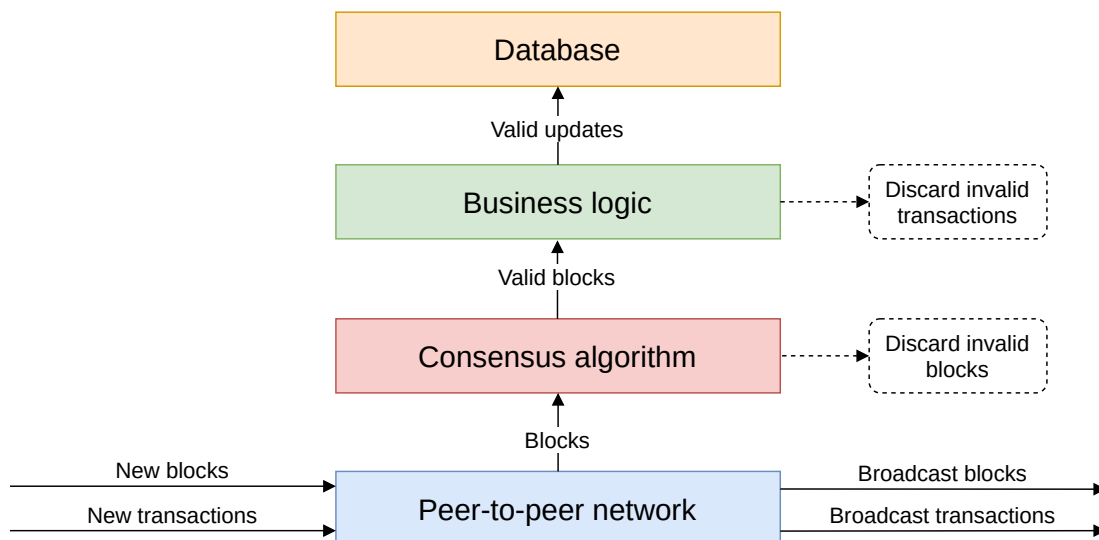 Database
Valid updates
Business logic
Discard invalid
transactions
Valid blocks
Consensus algorithm
Discard invalid
blocks
Blocks
New blocks
Broadcast blocks
Peer-to-peer network
New transactions
Broadcast transactions